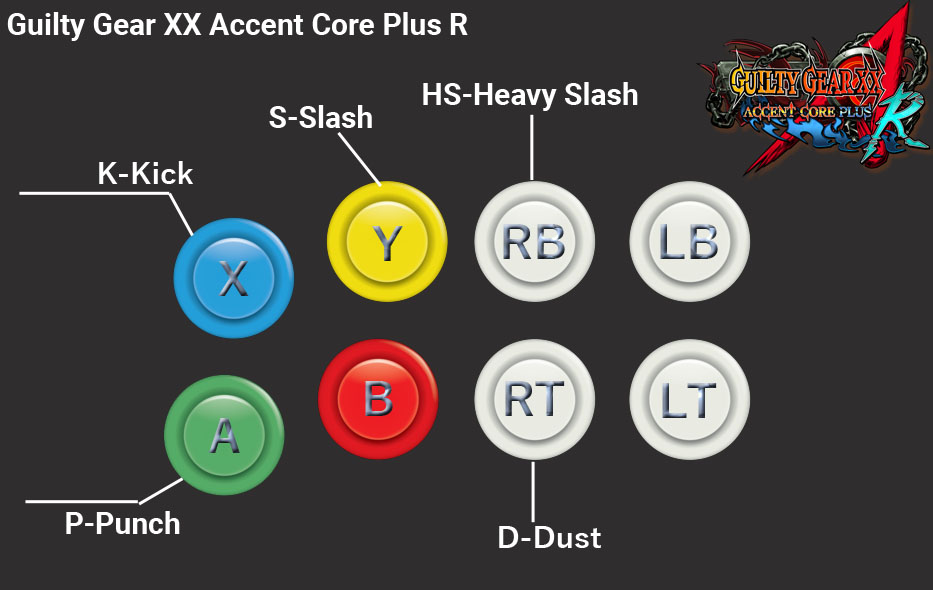 Guilty Gear XX Accent Core Plus R
GUILTY GEAR XX
ACCENT CORE PLUS
R
HS-Heavy Slash
S-Slash
K-Kick
X
Y
RB
LB
A
B
RT
LT
P-Punch
D-Dust